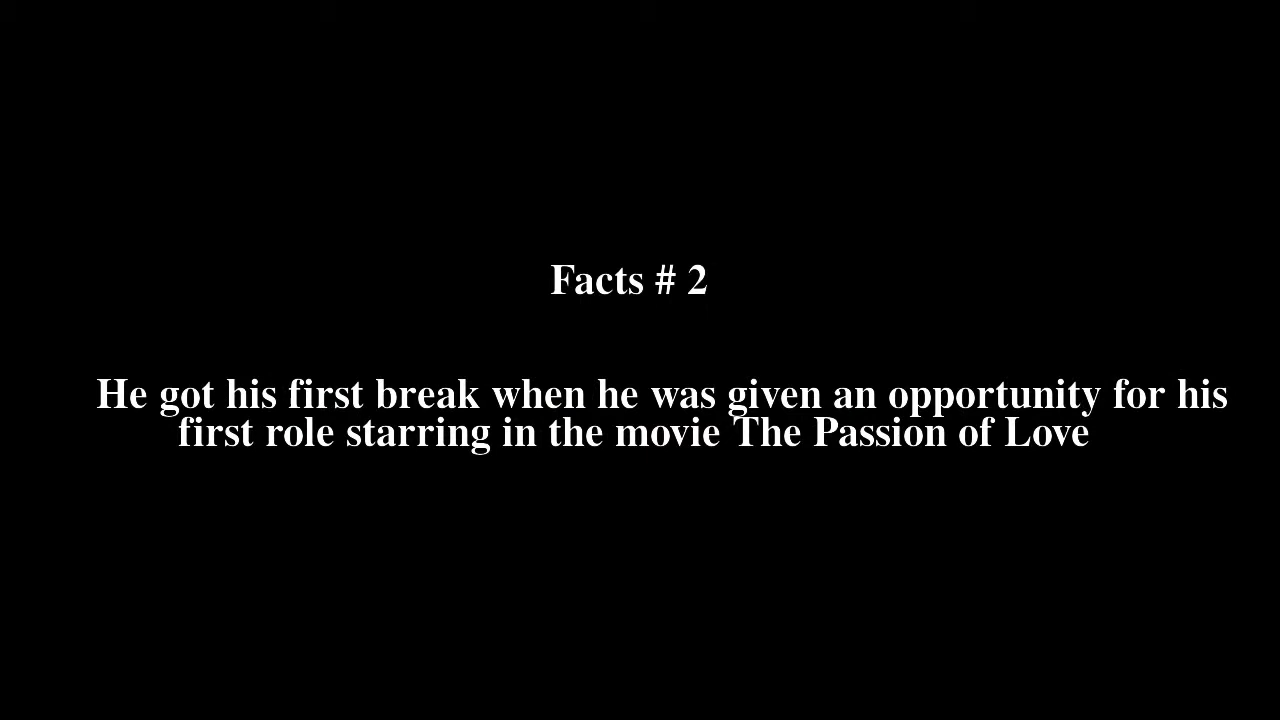 Facts # 2
He got his first break when he was given an opportunity for his
first role starring in the movie The Passion of Love